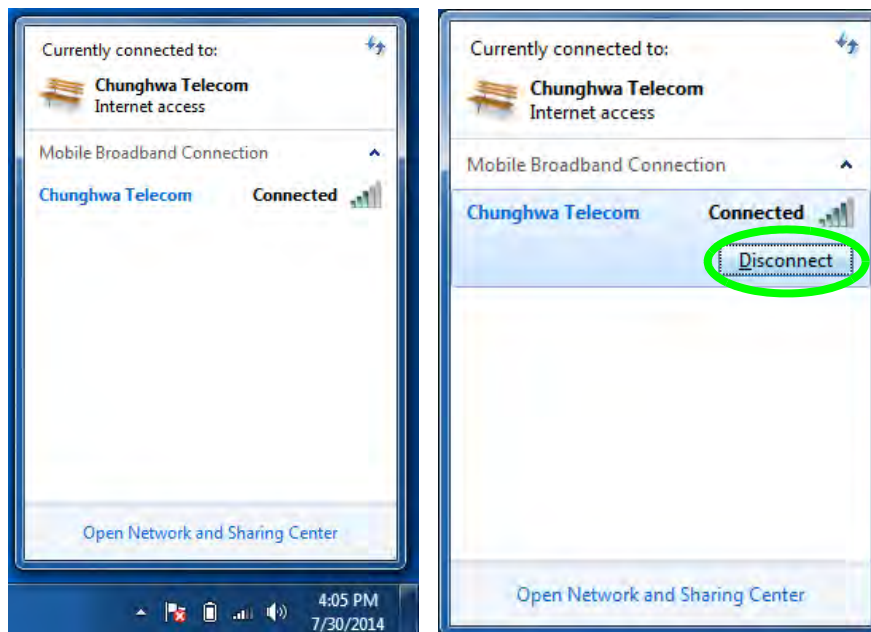 Currently connected to:
Chunghwa Telecom
Internet access
Mobile Broadband Connection
Chunghwa Telecom Connected
Open Network and Sharing Center
4:05 PM
7/30/2014
Currently connected to:
Chunghwa Telecom
Internet access
Mobile Broadband Connection
Chunghwa Telecom Connected
Disconnect
Open Network and Sharing Center